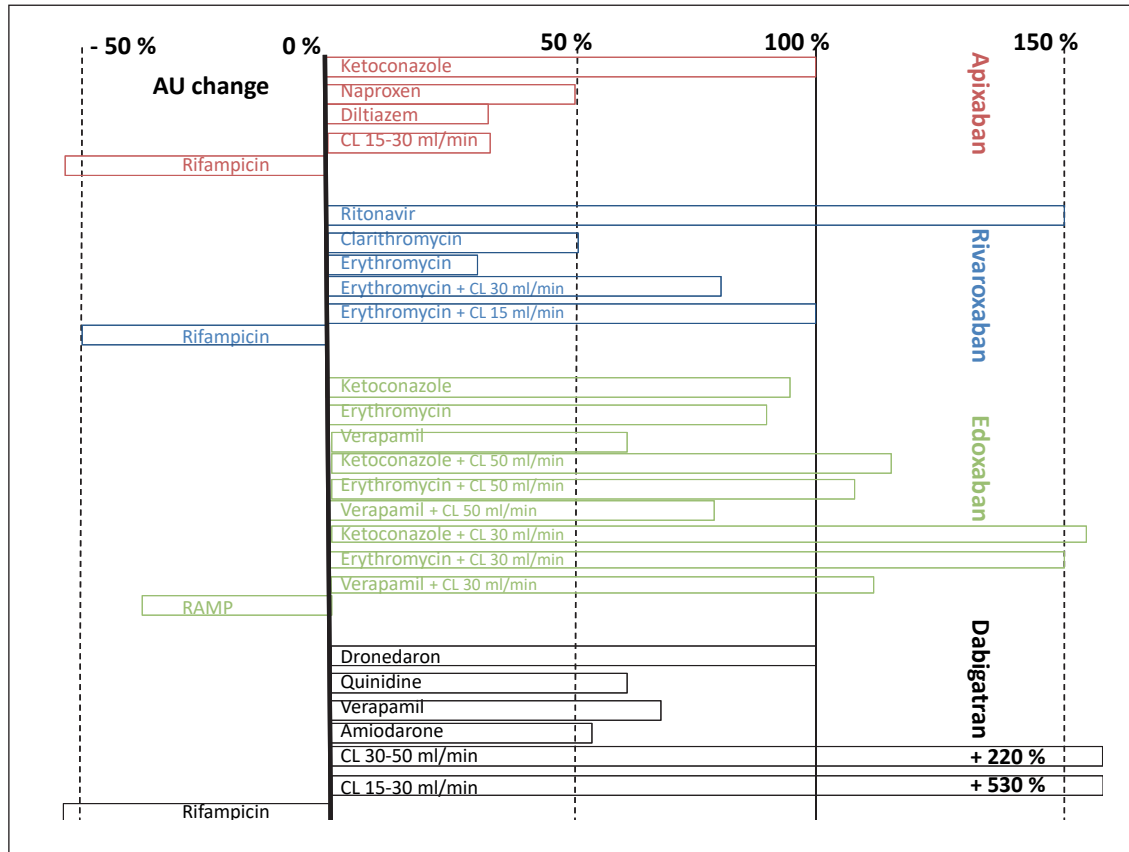 - 50 % 0 % 50 % 100 % 150 %
AU change
Apixaban
Ketoconazole
Naproxen
Diltiazem
CL 15-30 ml/min
Rifampicin
Rivaroxaban
Ritonavir
Clarithromycin
Erythromycin
Erythromycin + CL 30 ml/min
Erythromycin + CL 15 ml/min
Rifampicin
Edoxaban
Ketoconazole
Erythromycin
Verapamil
Ketoconazole + CL 50 ml/min
Erythromycin + CL 50 ml/min
Verapamil + CL 50 ml/min
Ketoconazole + CL 30 ml/min
Erythromycin + CL 30 ml/min
Verapamil + CL 30 ml/min
RAMP
Dabigatran
Dronedaron
Quinidine
Verapamil
Amiodarone
CL 30-50 ml/min + 220 %
CL 15-30 ml/min + 530 %
Rifampicin